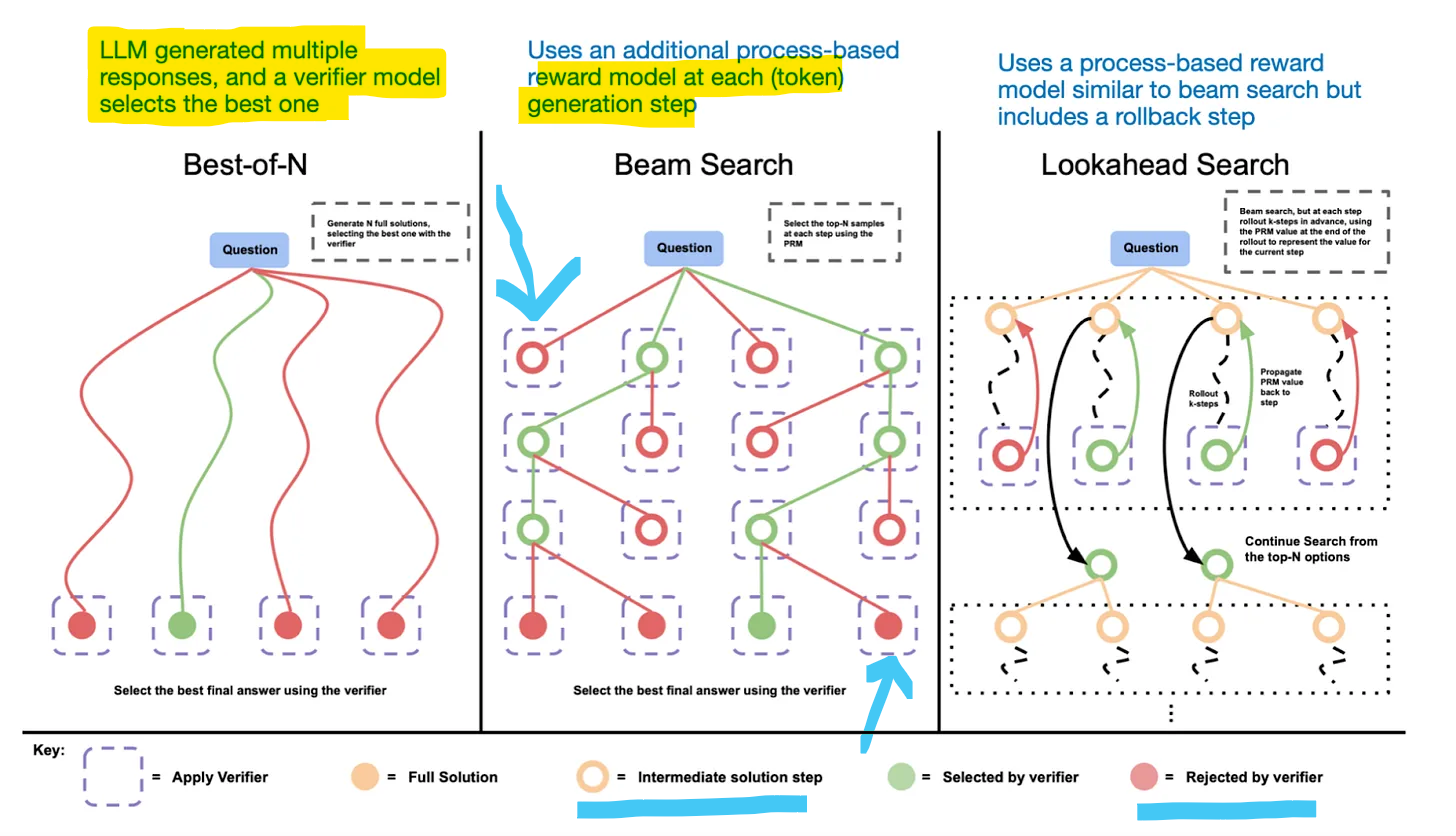 LLM generated multiple
responses, and a verifier model
selects the best one
Uses an additional process-based
reward model at each (token)
generation step
Uses a process-based reward
model similar to beam search but
includes a rollback step
Best-of-N
Generate N full solutions,
selecting the best one with the
verifier
Question
Select the best final answer using the verifier
Beam Search
Select the top-N samples
at each step using the
PRM
Question
Select the best final answer using the verifier
Lookahead Search
Beam search, but at each step
rollout k-steps in advance, using
the PRM value at the end of the
rollout to represent the value for
the current step
Question
Rollout
k-steps
Propagate
PRM value
back to
step
Continue Search from
the top-N options
Key:
= Apply Verifier
= Full Solution
= Intermediate solution step
= Selected by verifier
= Rejected by verifier